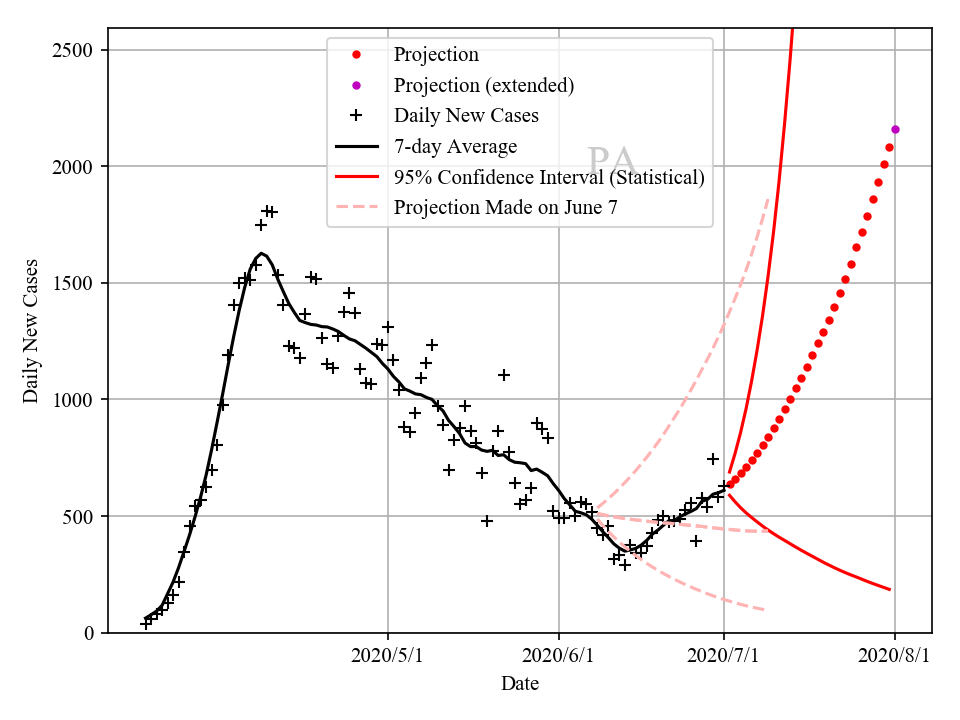 2500
2000
1500
1000
500
0
Daily New Cases
Projection
Projection (extended)
Daily New Cases
7-day Average
95% Confidence Interval (Statistical)
Projection Made on June 7
PA
2020/5/1
2020/6/1
2020/7/1
2020/8/1
Date